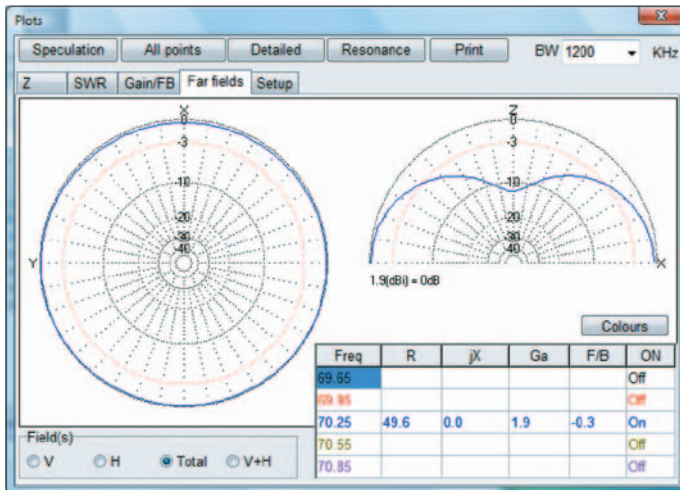 Plots
Speculation All points Detailed Resonance Print BW 1200 KHz
Z SWR Gain/FB Far fields Setup
X
0
-3
-10
-20
-30
-40
Y
Z
0
-3
-10
-20
-30
-40
X
1.9(dBi) = 0dB
Colours
Freq R jX Ga F/B ON
69.65 Off
69.95 Off
70.25 49.6 0.0 1.9 -0.3 On
70.55 Off
70.85 Off
Field(s)
V H Total V+H